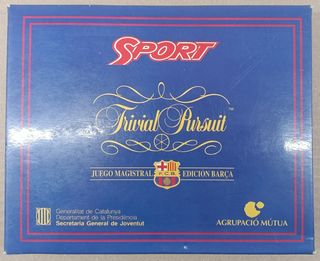 SPORT
Trivial Pursuit
™
JUEGO MAGISTRAL EDICION BARÇA
F.C.B.
Generalitat de Catalunya
Departament de la Presidència
Secretaria General de Joventut
AGRUPACIÓ MÚTUA